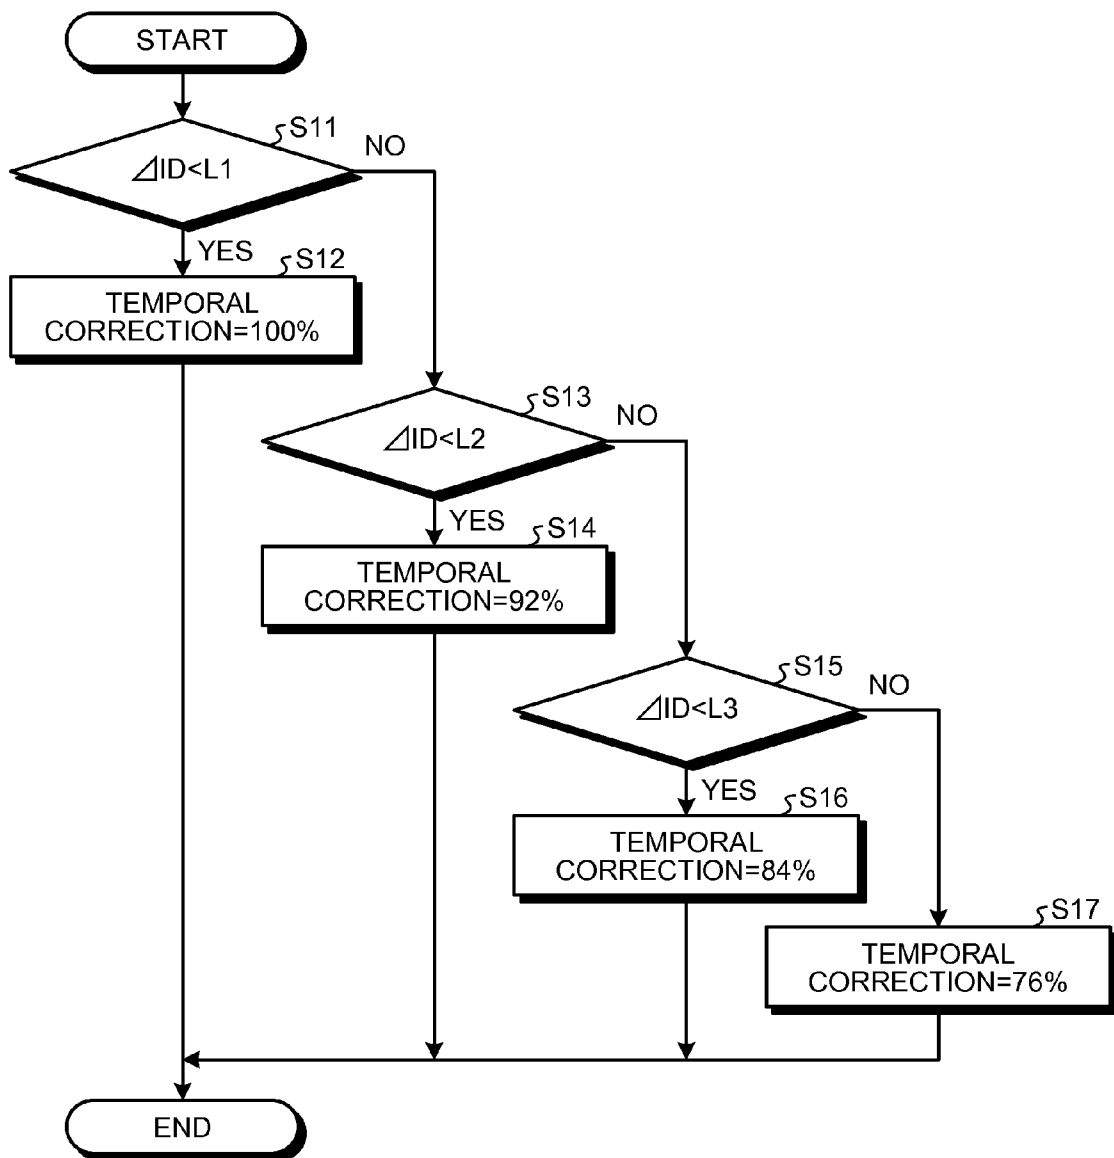 START
S11
⊿ID<L1
NO
YES
S12
TEMPORAL
CORRECTION=100%
S13
⊿ID<L2
NO
YES
S14
TEMPORAL
CORRECTION=92%
S15
⊿ID<L3
NO
YES
S16
TEMPORAL
CORRECTION=84%
S17
TEMPORAL
CORRECTION=76%
END